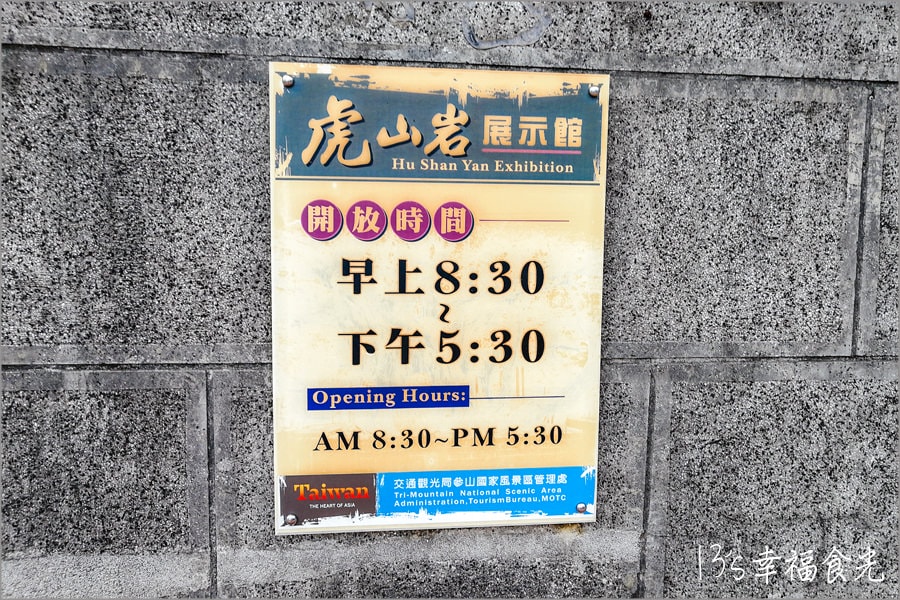 虎山岩 展示館
Hu Shan Yan Exhibition
開放時間
早上8:30
~
下午5:30
Opening Hours:
AM 8:30~PM 5:30
Taiwan
THE HEART OF ASIA
交通觀光局參山國家風景區管理處
Tri-Mountain National Scenic Area
Administration,TourismBureau,MOTC
13's幸福食光